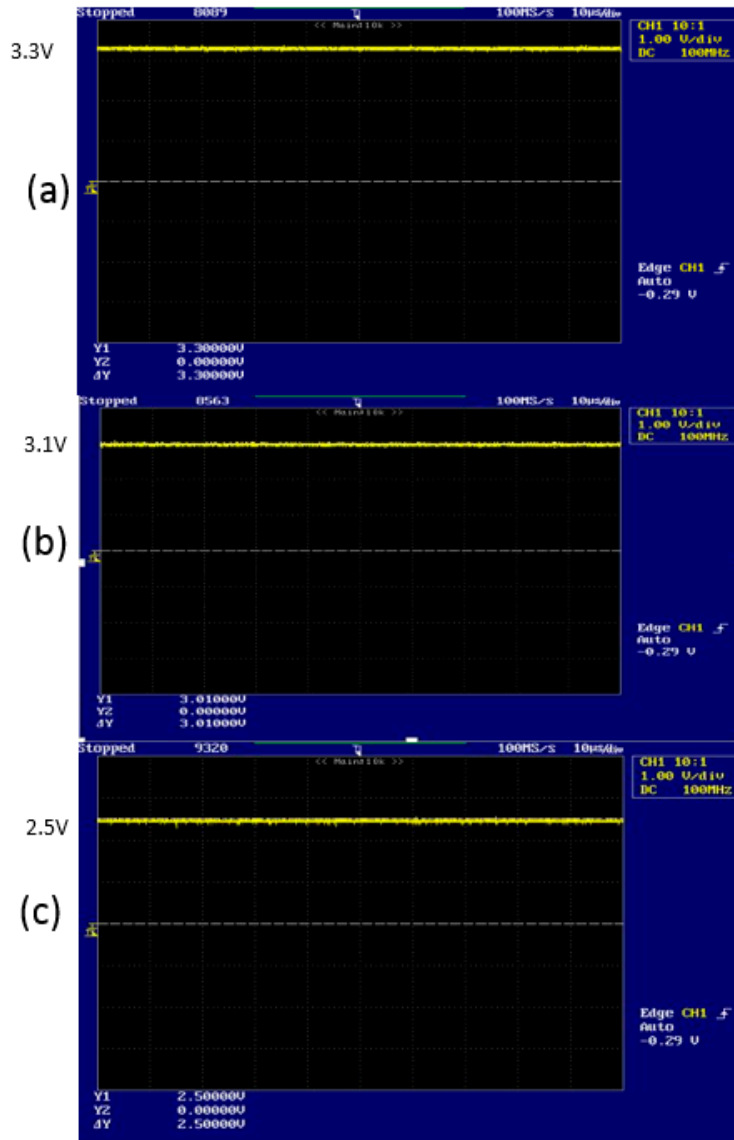 Stopped 8089 100MS/s 10μs/div
<< Main:10k >>
CH1 10:1
1.00 V/div
DC 100MHz
3.3V
(a)
Edge CH1
Auto
-0.29 V
Y1 3.30000V
Y2 0.00000V
ΔY 3.30000V
Stopped 8563 100MS/s 10μs/div
<< Main:10k >>
CH1 10:1
1.00 V/div
DC 100MHz
3.1V
(b)
Edge CH1
Auto
-0.29 V
Y1 3.01000V
Y2 0.00000V
ΔY 3.01000V
Stopped 9320 100MS/s 10μs/div
<< Main:10k >>
CH1 10:1
1.00 V/div
DC 100MHz
2.5V
(c)
Edge CH1
Auto
-0.29 V
Y1 2.50000V
Y2 0.00000V
ΔY 2.50000V